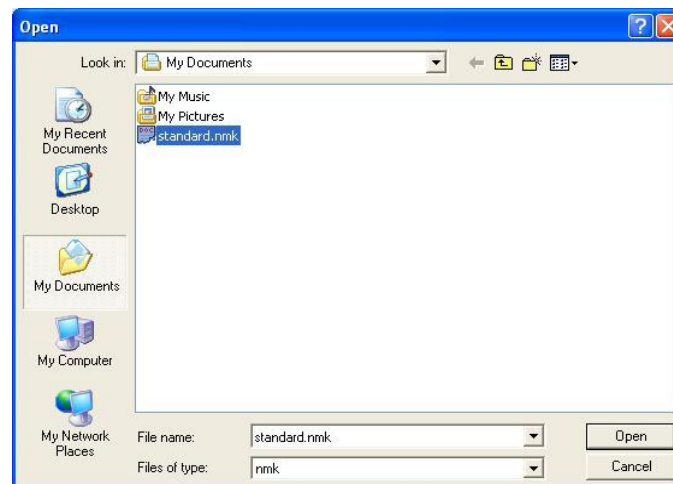 Open
Look in: My Documents
My Music
My Pictures
standard.nmk
My Recent
Documents
Desktop
My Documents
My Computer
My Network
Places
File name: standard.nmk Open
Files of type: nmk Cancel